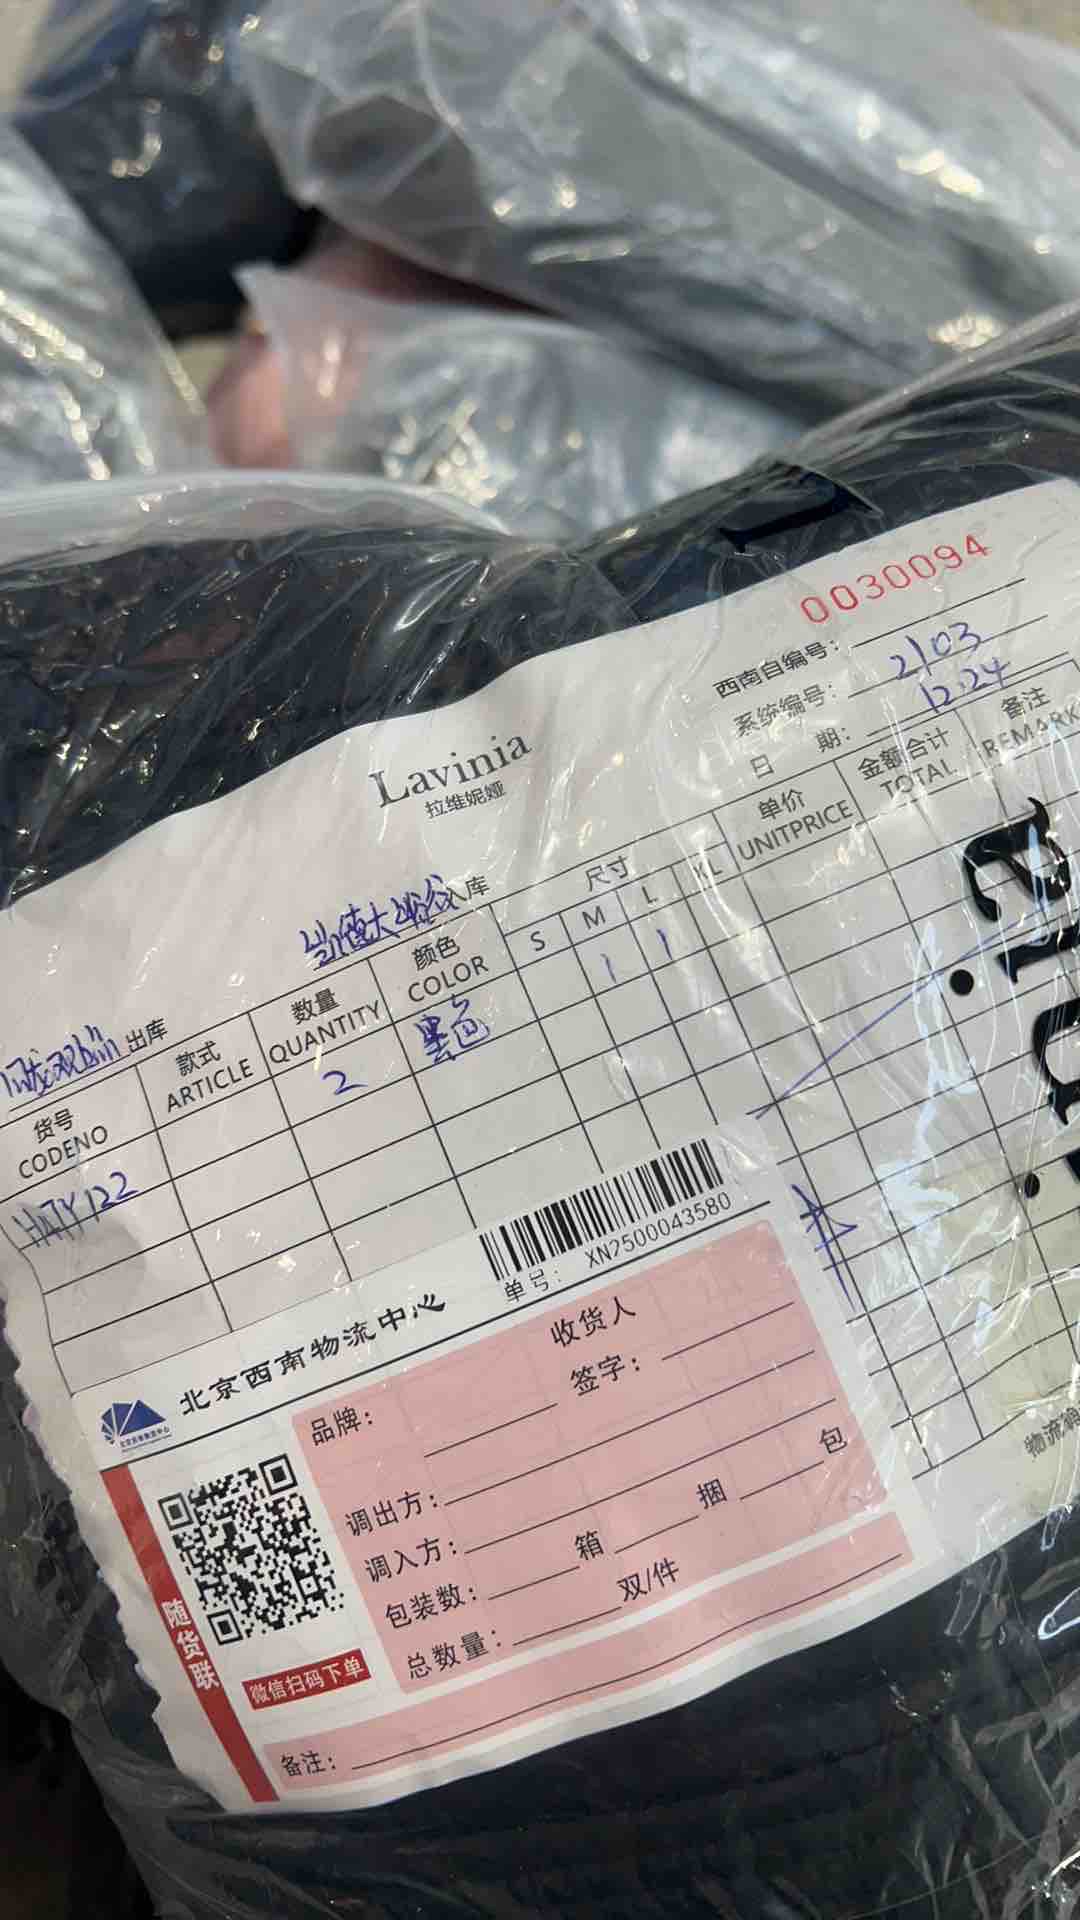 0030094
西南自编号:
系统编号: 2103
日 期: 12.24
Lavinia
拉维妮娅
出库
入库
货号 款式 数量 颜色 尺寸 单价 金额合计 备注
CODENO ARTICLE QUANTITY COLOR S M L XL UNITPRICE TOTAL REMARK
HATY122 2 黑色 1 1
北京西南物流中心
单号: XN2500043580
收货人
品牌: 签字:
调出方:
调入方:
包装数: 箱 捆 包
总数量: 双/件
备注:
随货联
微信扫码下单